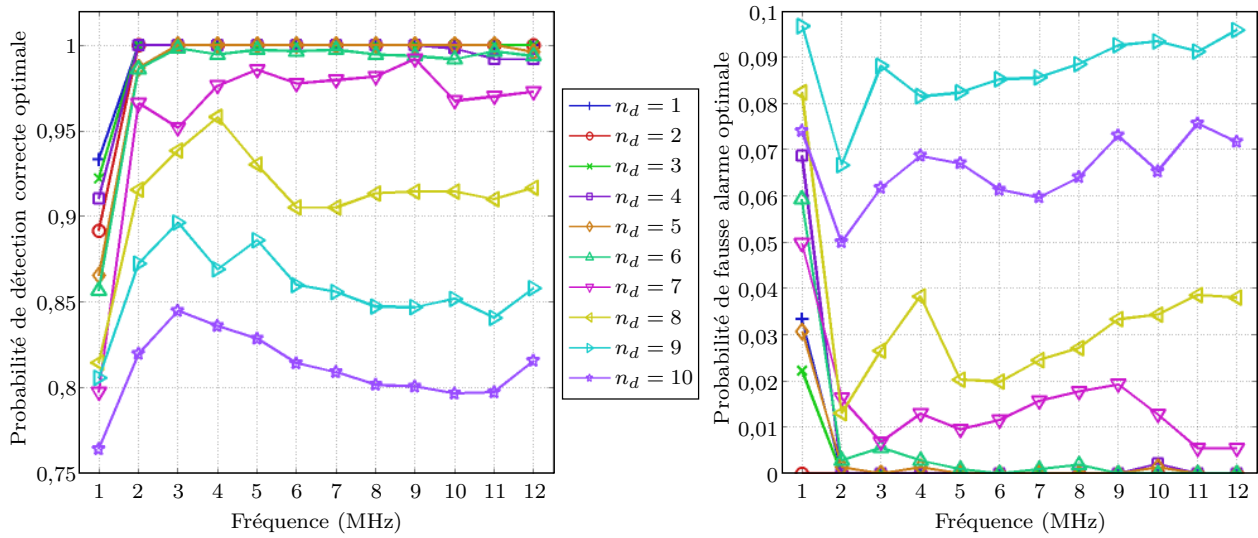 Probabilité de détection correcte optimale
1
0,95
0,9
0,85
0,8
0,75
1 2 3 4 5 6 7 8 9 10 11 12
Fréquence (MHz)
n_d = 1
n_d = 2
n_d = 3
n_d = 4
n_d = 5
n_d = 6
n_d = 7
n_d = 8
n_d = 9
n_d = 10
Probabilité de fausse alarme optimale
0.1
0,09
0,08
0,07
0,06
0,05
0,04
0,03
0,02
0,01
0
1 2 3 4 5 6 7 8 9 10 11 12
Fréquence (MHz)